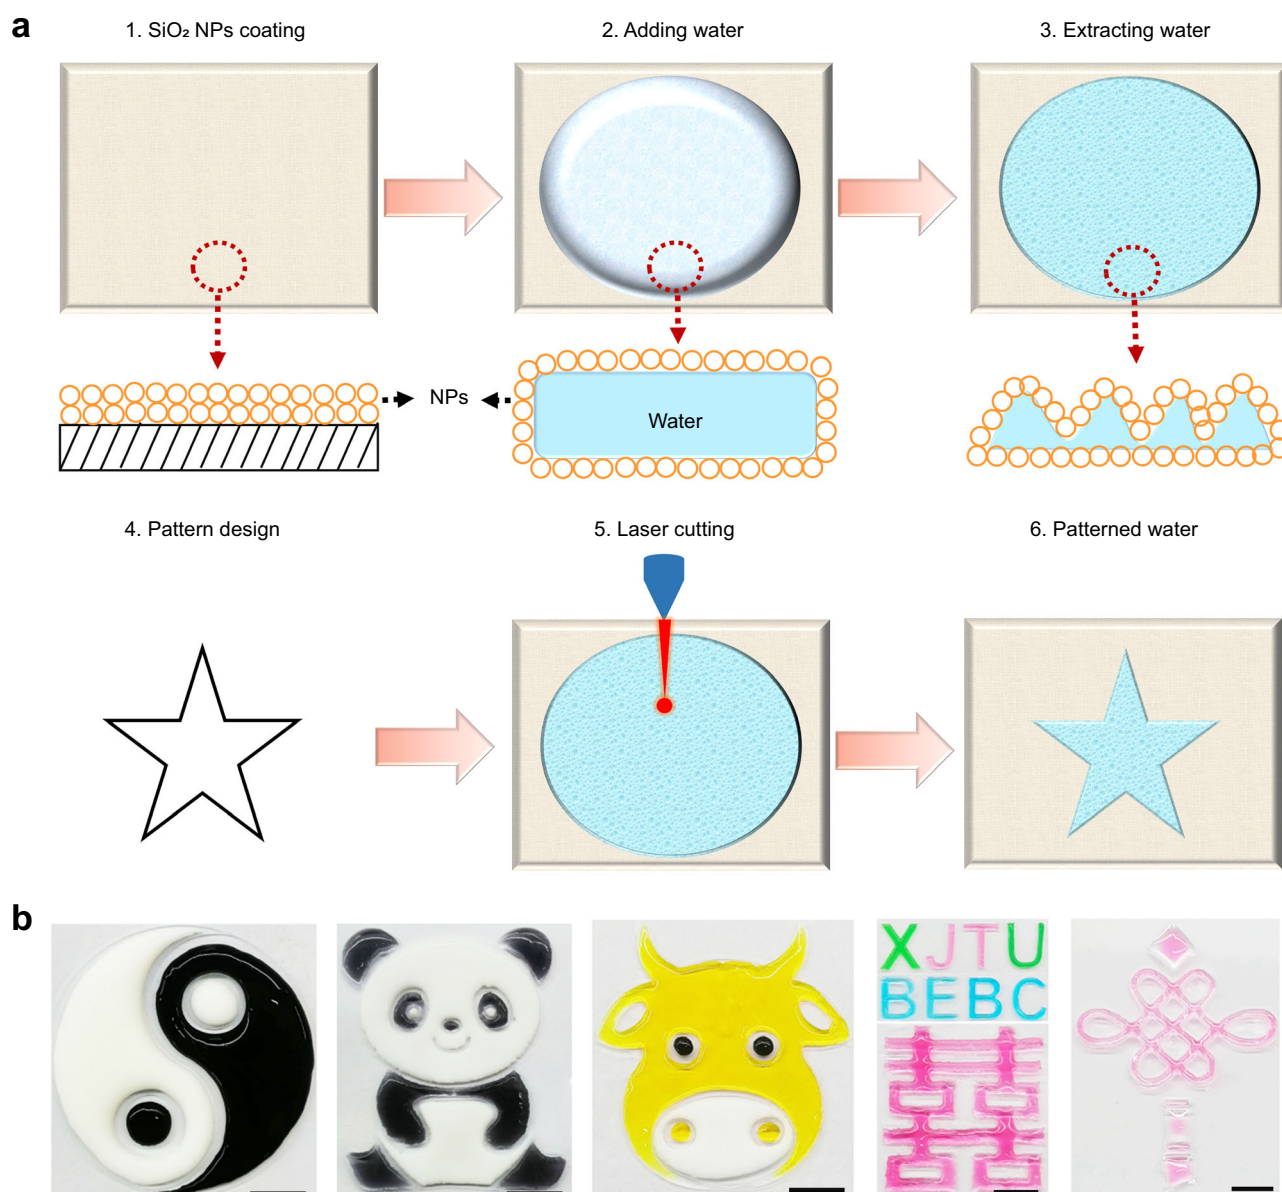 a
1. SiO₂ NPs coating
2. Adding water
3. Extracting water
NPs
Water
4. Pattern design
5. Laser cutting
6. Patterned water
b
XJTU
BEBC
囍